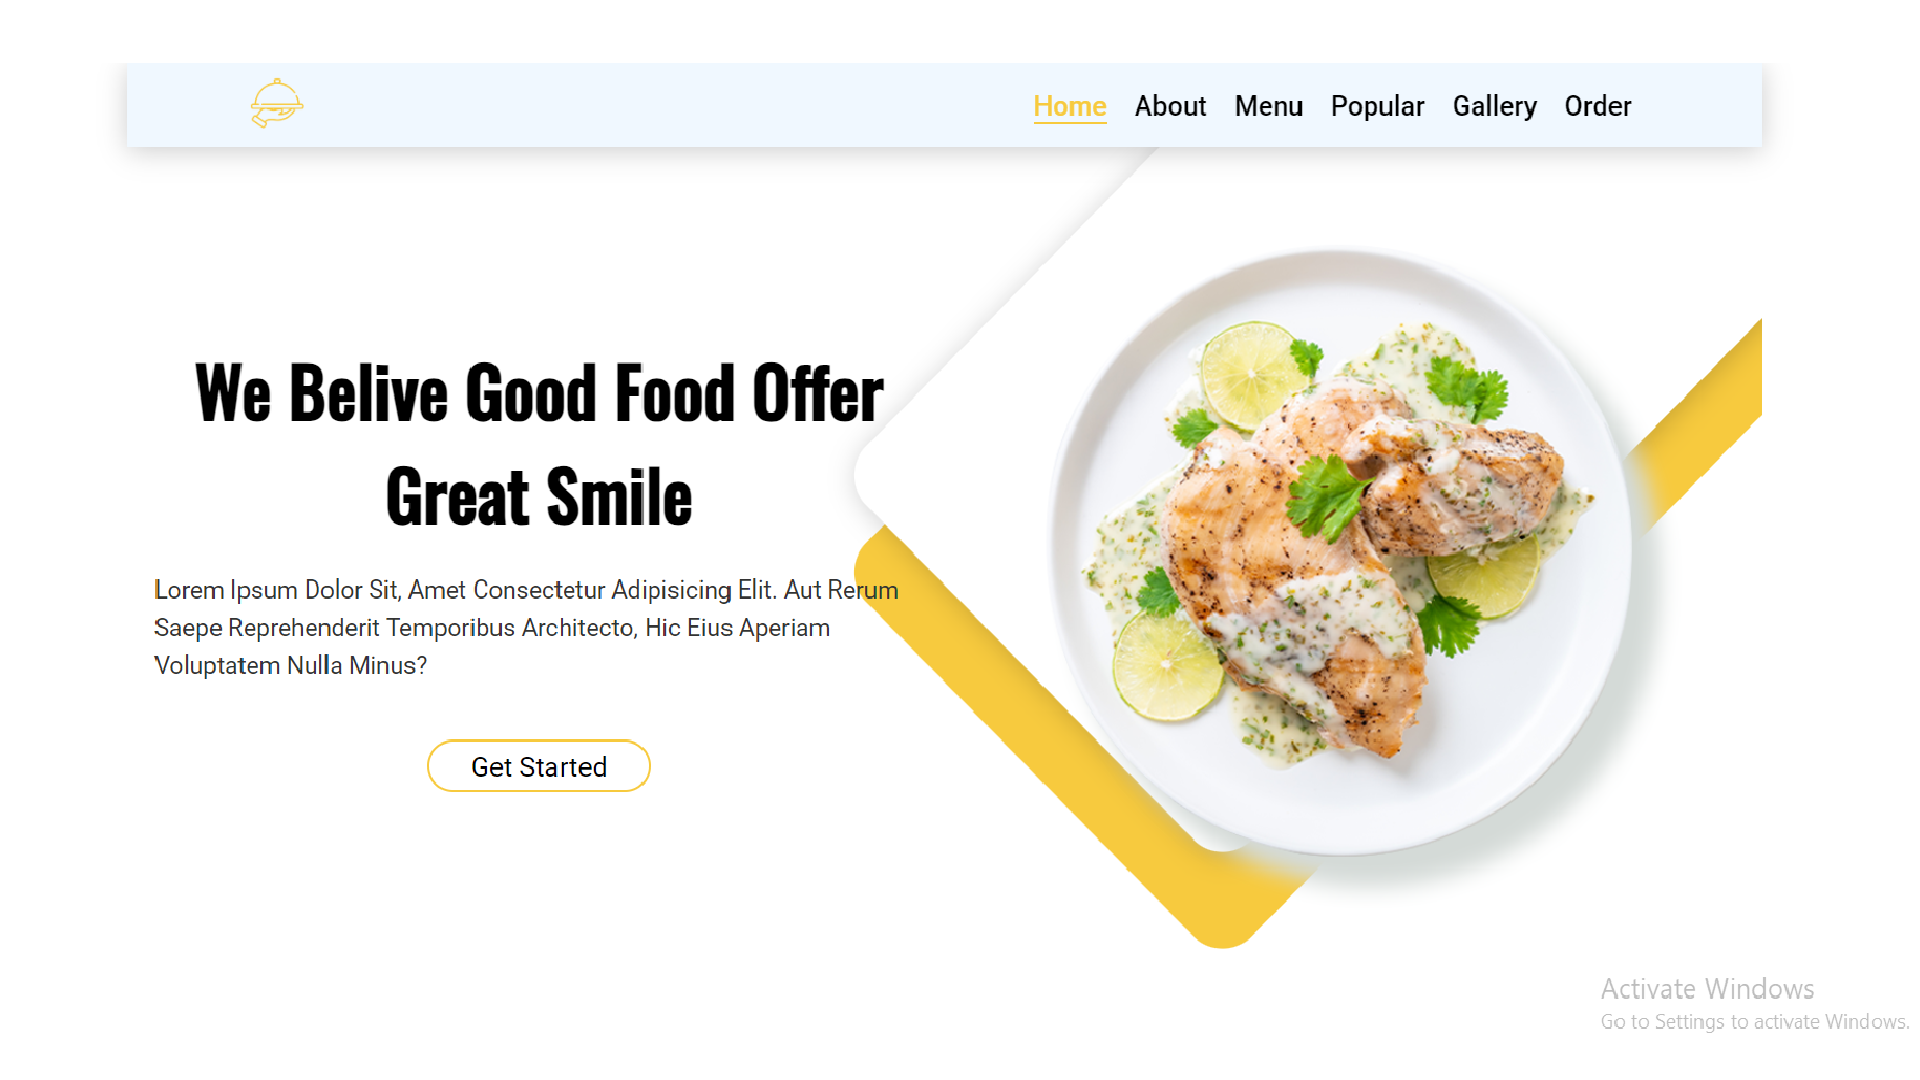 Home About Menu Popular Gallery Order
We Belive Good Food Offer
Great Smile
Lorem Ipsum Dolor Sit, Amet Consectetur Adipisicing Elit. Aut Rerum
Saepe Reprehenderit Temporibus Architecto, Hic Eius Aperiam
Voluptatem Nulla Minus?
Get Started
Activate Windows
Go to Settings to activate Windows.